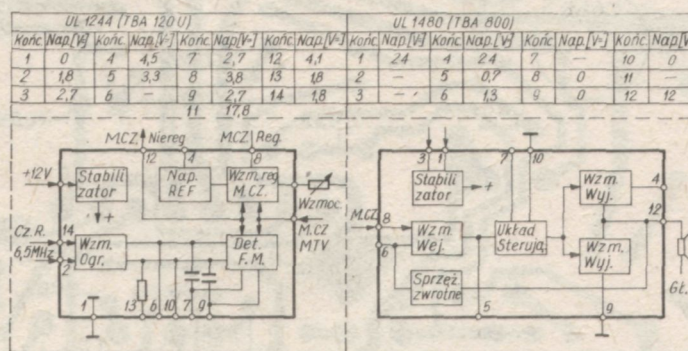 UL 1244 (TBA 120 U) UL 1480 (TBA 800)
Końc. Nap.[V=] Końc. Nap.[V=] Końc. Nap.[V=] Końc. Nap.[V=] Końc. Nap.[V=] Końc. Nap.[V=] Końc. Nap.[V=] Końc.
1 0 4 4,5 7 2,7 12 4,1 1 24 4 24 7 — 10 0
2 1,8 5 3,3 8 3,8 13 1,8 2 — 5 0,7 8 0 11 —
3 2,7 6 — 9 2,7 14 1,8 3 — 6 1,3 9 0 12 12
11 17,8
M.CZ. Niereg. M.CZ. Reg.
12 4 8
+12V
Stabili
zator
+
Nap.
REF
Wzm.reg
M.CZ.
Wzmoc.
M.CZ
MTV
Cz.R.
6,5MHz
14
2
Wzm.
Ogr.
Det.
F.M.
1 13 6 10 7 9
3 1 7 10
Stabili
zator
+
M.CZ
8
6
Wzm.
Wej.
Układ
Sterują.
Wzm.
Wyj.
4
12
Wzm.
Wyj.
Sprzęż.
zwrotne
Gł.
5 9